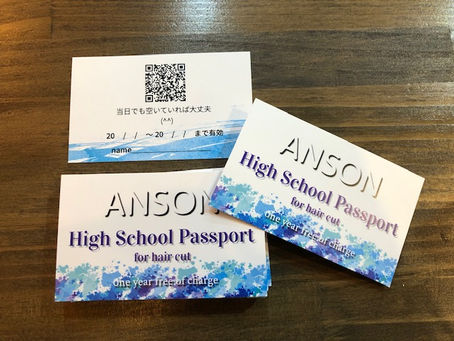 当日でも空いていれば大丈夫
(^^)
20 / / ~20 / / まで有効
name
ANSON
High School Passport
for hair cut
one year free of charge
ANSON
High School Passport
for hair cut
one year free of charge